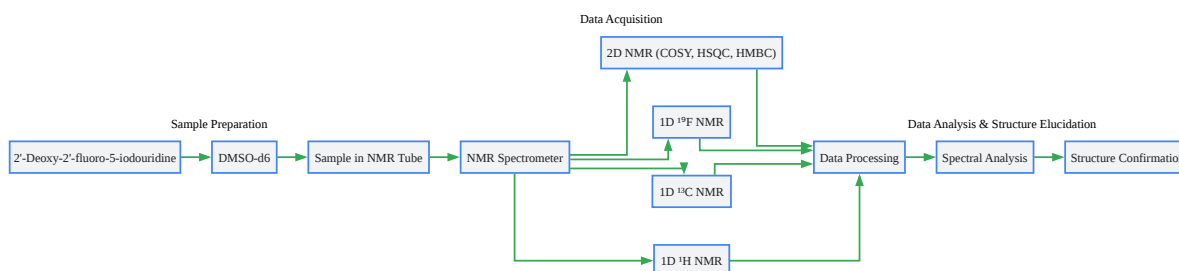 Data Acquisition
2D NMR (COSY, HSQC, HMBC)
Sample Preparation
1D ¹⁹F NMR
Data Analysis & Structure Elucidation
2'-Deoxy-2'-fluoro-5-iodouridine
DMSO-d6
Sample in NMR Tube
NMR Spectrometer
Data Processing
Spectral Analysis
Structure Confirmation
1D ¹³C NMR
1D ¹H NMR